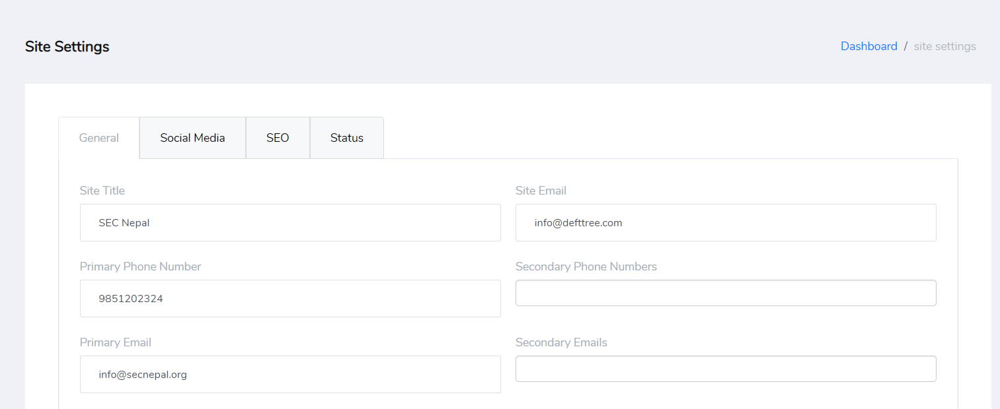 Site Settings
Dashboard / site settings
General Social Media SEO Status
Site Title Site Email
SEC Nepal info@defttree.com
Primary Phone Number Secondary Phone Numbers
9851202324
Primary Email Secondary Emails
info@secnepal.org